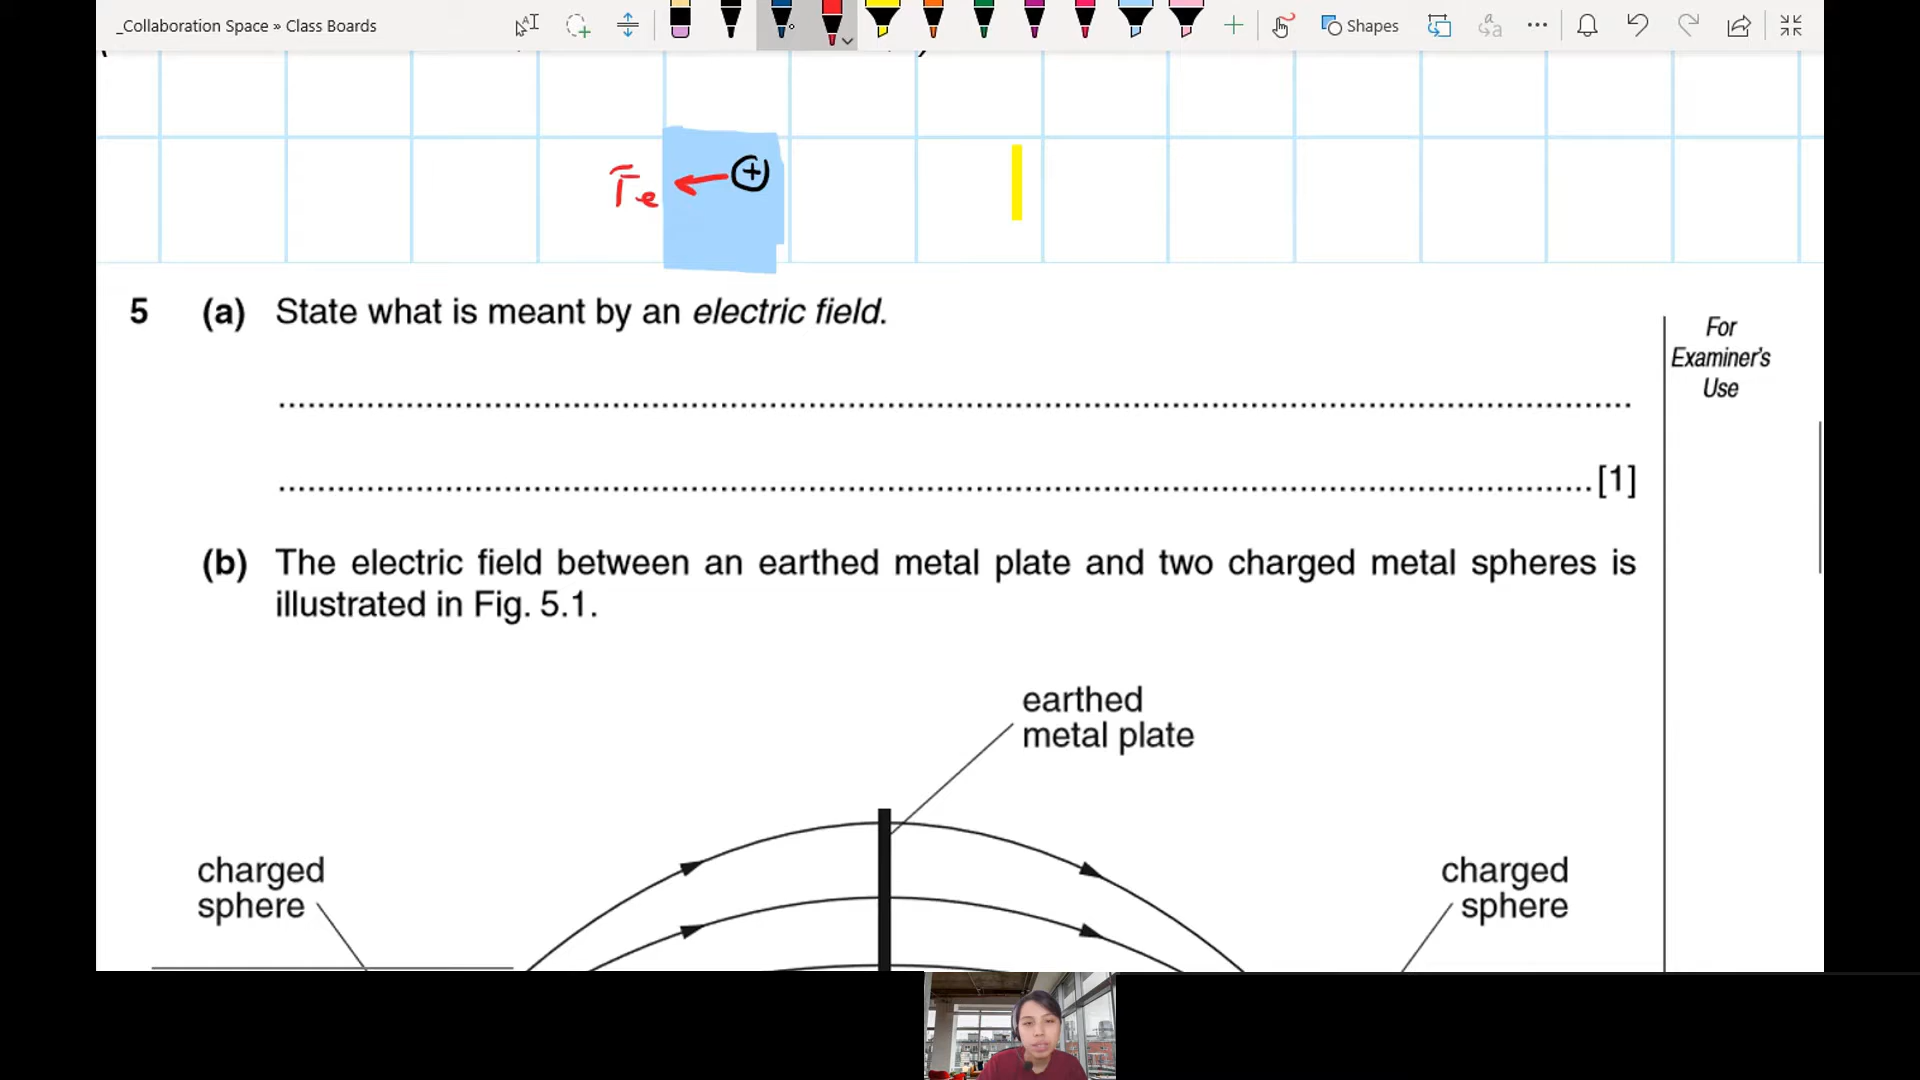 _Collaboration Space » Class Boards
Shapes
+
Fe
5 (a) State what is meant by an electric field.
For
Examiner's
Use
[1]
(b) The electric field between an earthed metal plate and two charged metal spheres is
illustrated in Fig. 5.1.
earthed
metal plate
charged
sphere
charged
sphere